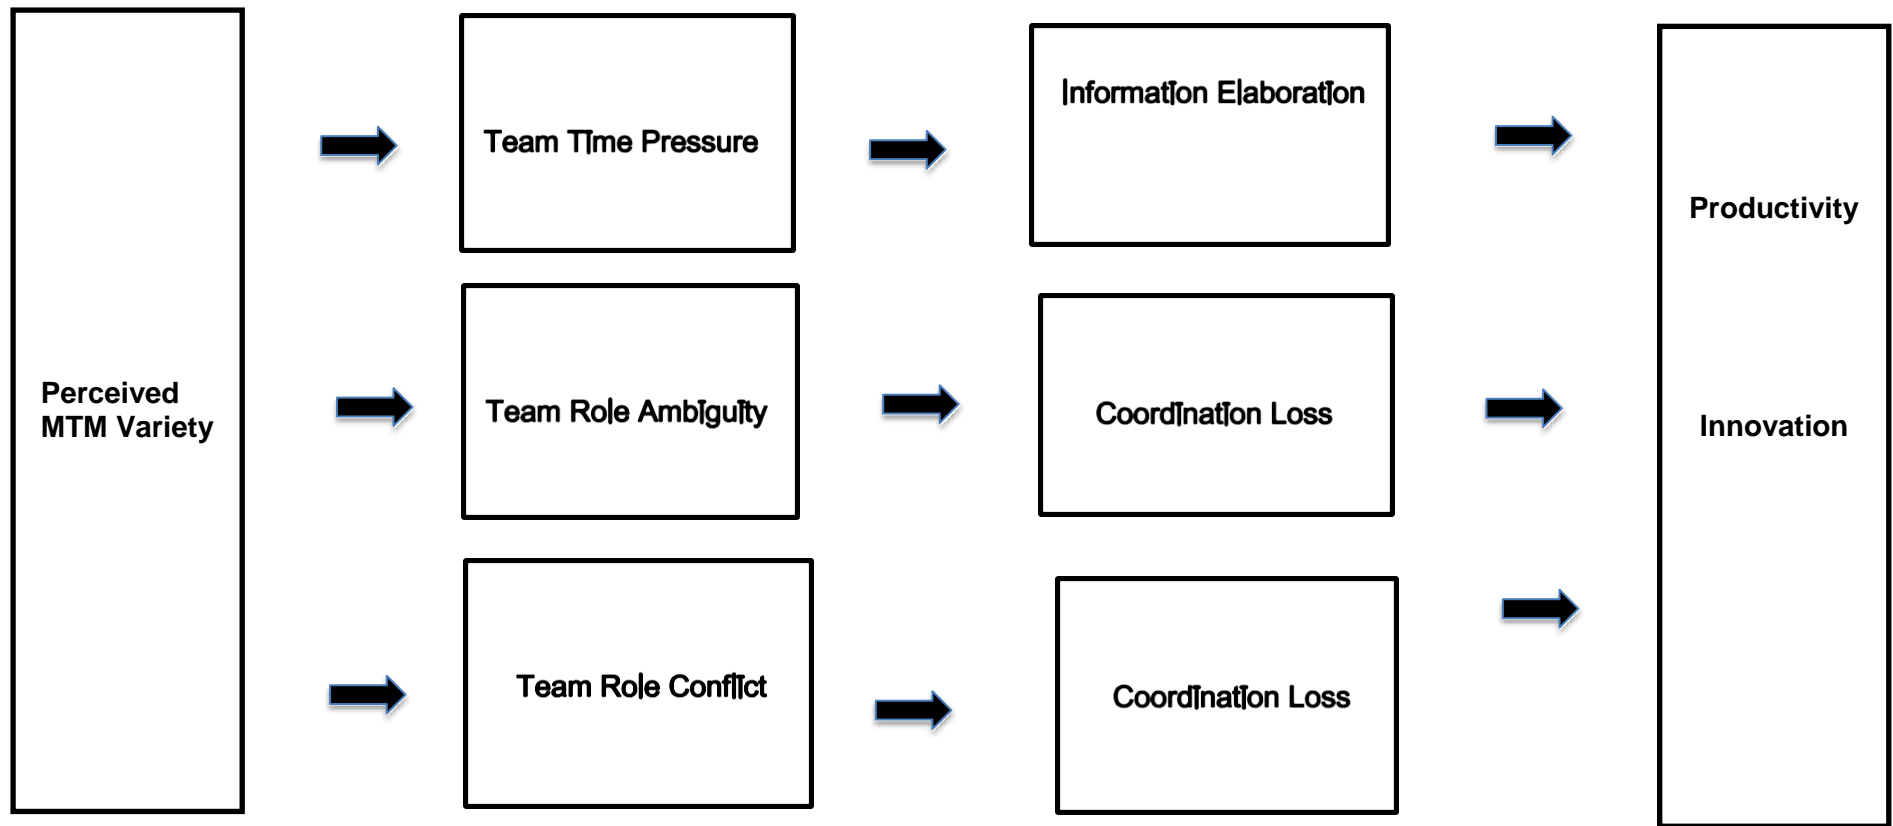 Perceived
MTM Variety
Team Time Pressure
Team Role Ambiguity
Team Role Conflict
Information Elaboration
Coordination Loss
Coordination Loss
Productivity
Innovation